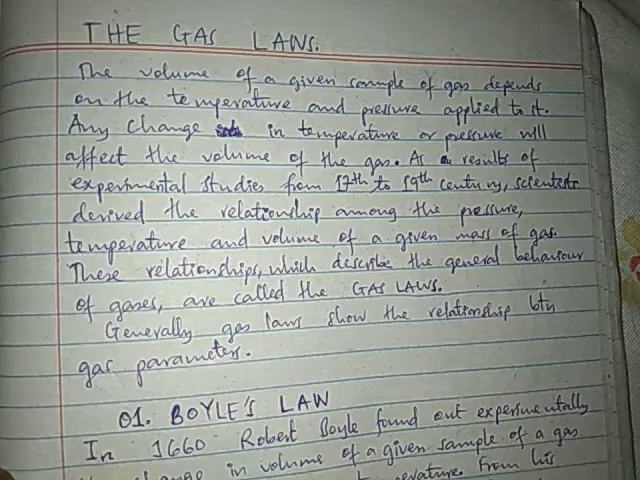 THE GAS LAWS.
The volume of a given sample of gas depends
on the temperature and pressure applied to it.
Any change in temperature or pressure will
affect the volume of the gas. As a results of
experimental studies from 17th to 19th century, scientists
derived the relationship among the pressure,
temperature and volume of a given mass of gas.
These relationships, which describe the general behaviour
of gases, are called the GAS LAWS.
Generally gas laws show the relationship btn
gas parameters.
01. BOYLE'S LAW
In 1660 Robert Boyle found out experimentally
change in volume of a given sample of a gas
temperature. From his